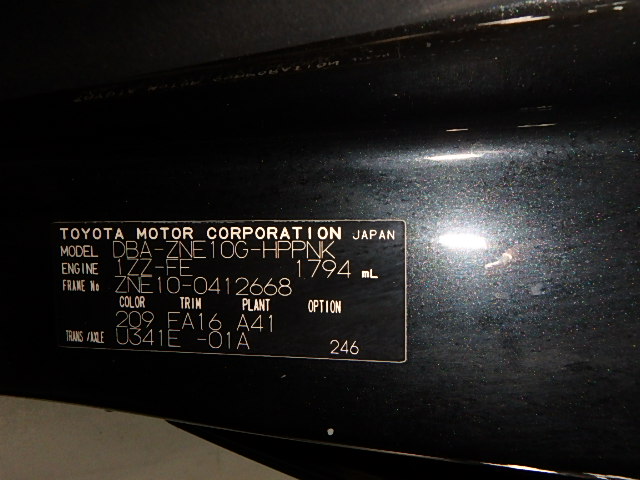 TOYOTA MOTOR CORPORATION JAPAN
MODEL DBA-ZNE10G-HPPNK
ENGINE 1ZZ-FE 1794 mL
FRAME No ZNE10-0412668
COLOR TRIM PLANT OPTION
209 FA16 A41
TRANS/AXLE U341E -01A 246